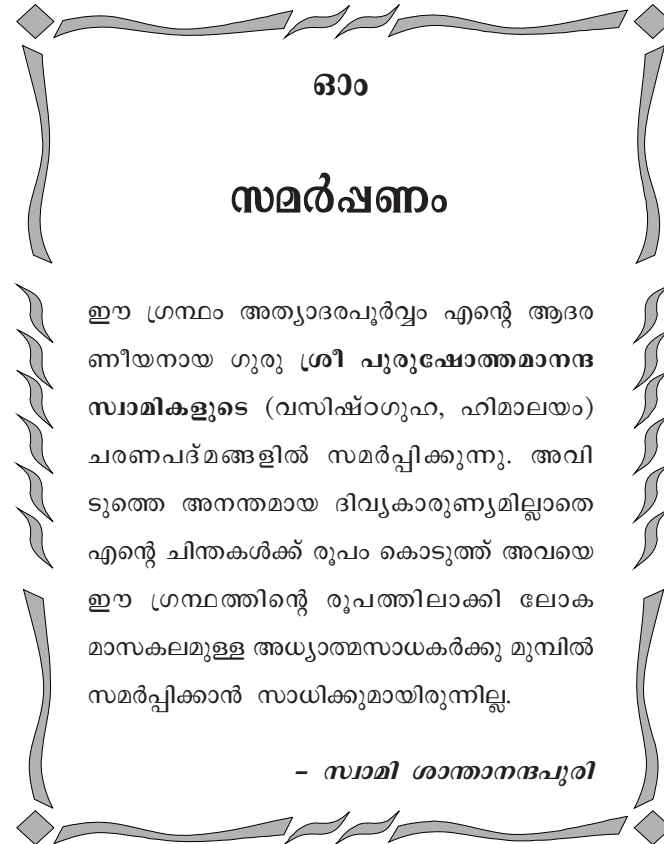 ഓം
സമർപ്പണം
ഈ ഗ്രന്ഥം അത്യാദരപൂർവ്വം എന്റെ ആദര
ണീയനായ ഗുരു ശ്രീ പുരുഷോത്തമാനന്ദ
സ്വാമികളുടെ (വസിഷ്ഠഗുഹ, ഹിമാലയം)
ചരണപദ്മങ്ങളിൽ സമർപ്പിക്കുന്നു. അവി
ടുത്തെ അനന്തമായ ദിവ്യകാരുണ്യമില്ലാതെ
എന്റെ ചിന്തകൾക്ക് രൂപം കൊടുത്ത് അവയെ
ഈ ഗ്രന്ഥത്തിന്റെ രൂപത്തിലാക്കി ലോക
മാസകലമുള്ള അധ്യാത്മസാധകർക്കു മുമ്പിൽ
സമർപ്പിക്കാൻ സാധിക്കുമായിരുന്നില്ല.
– സ്വാമി ശാന്താനന്ദപുരി